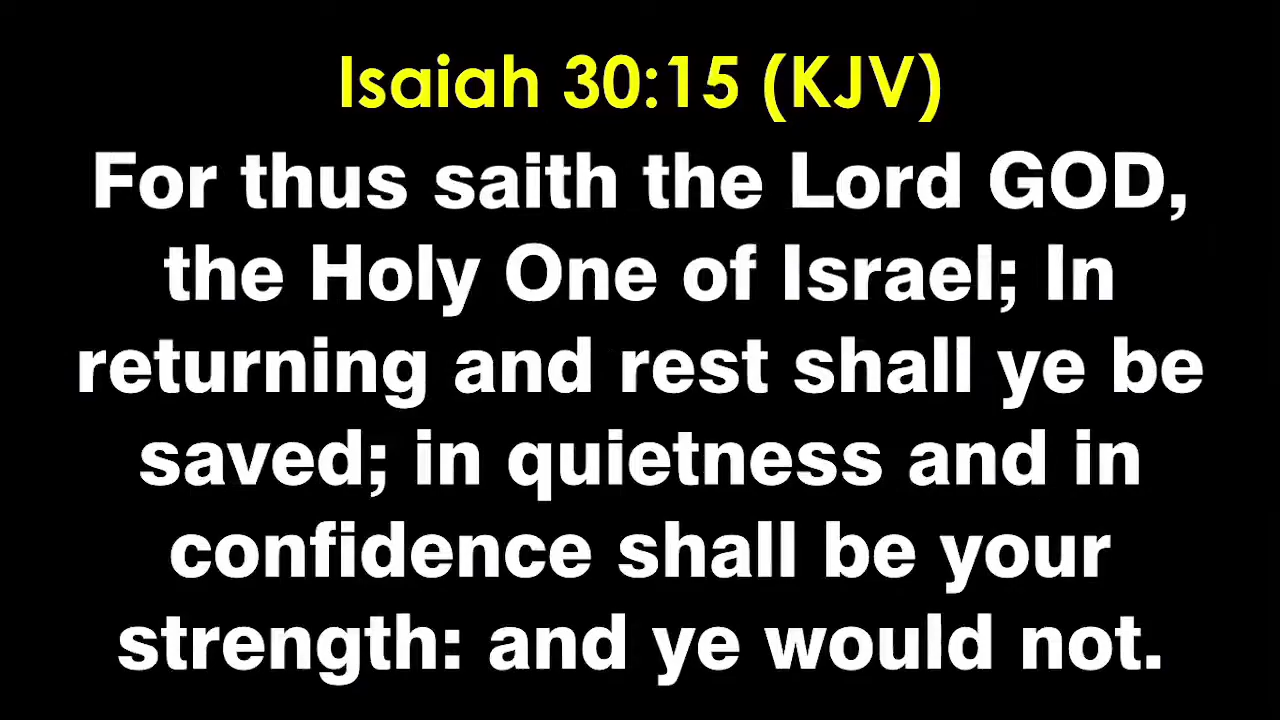 Isaiah 30:15 (KJV)
For thus saith the Lord GOD,
the Holy One of Israel; In
returning and rest shall ye be
saved; in quietness and in
confidence shall be your
strength: and ye would not.